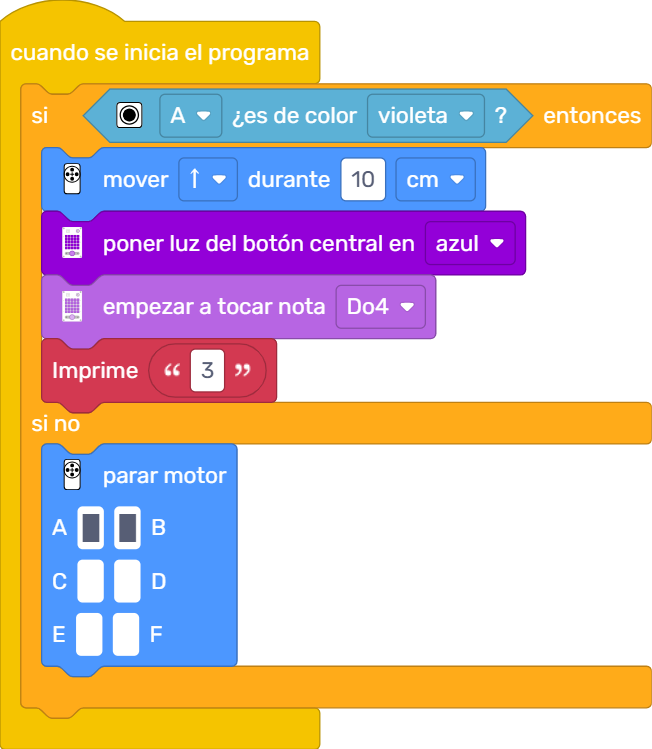 cuando se inicia el programa
si A ¿es de color violeta ? entonces
mover ↑ durante 10 cm
poner luz del botón central en azul
empezar a tocar nota Do4
Imprime “ 3 ”
si no
parar motor
A B
C D
E F